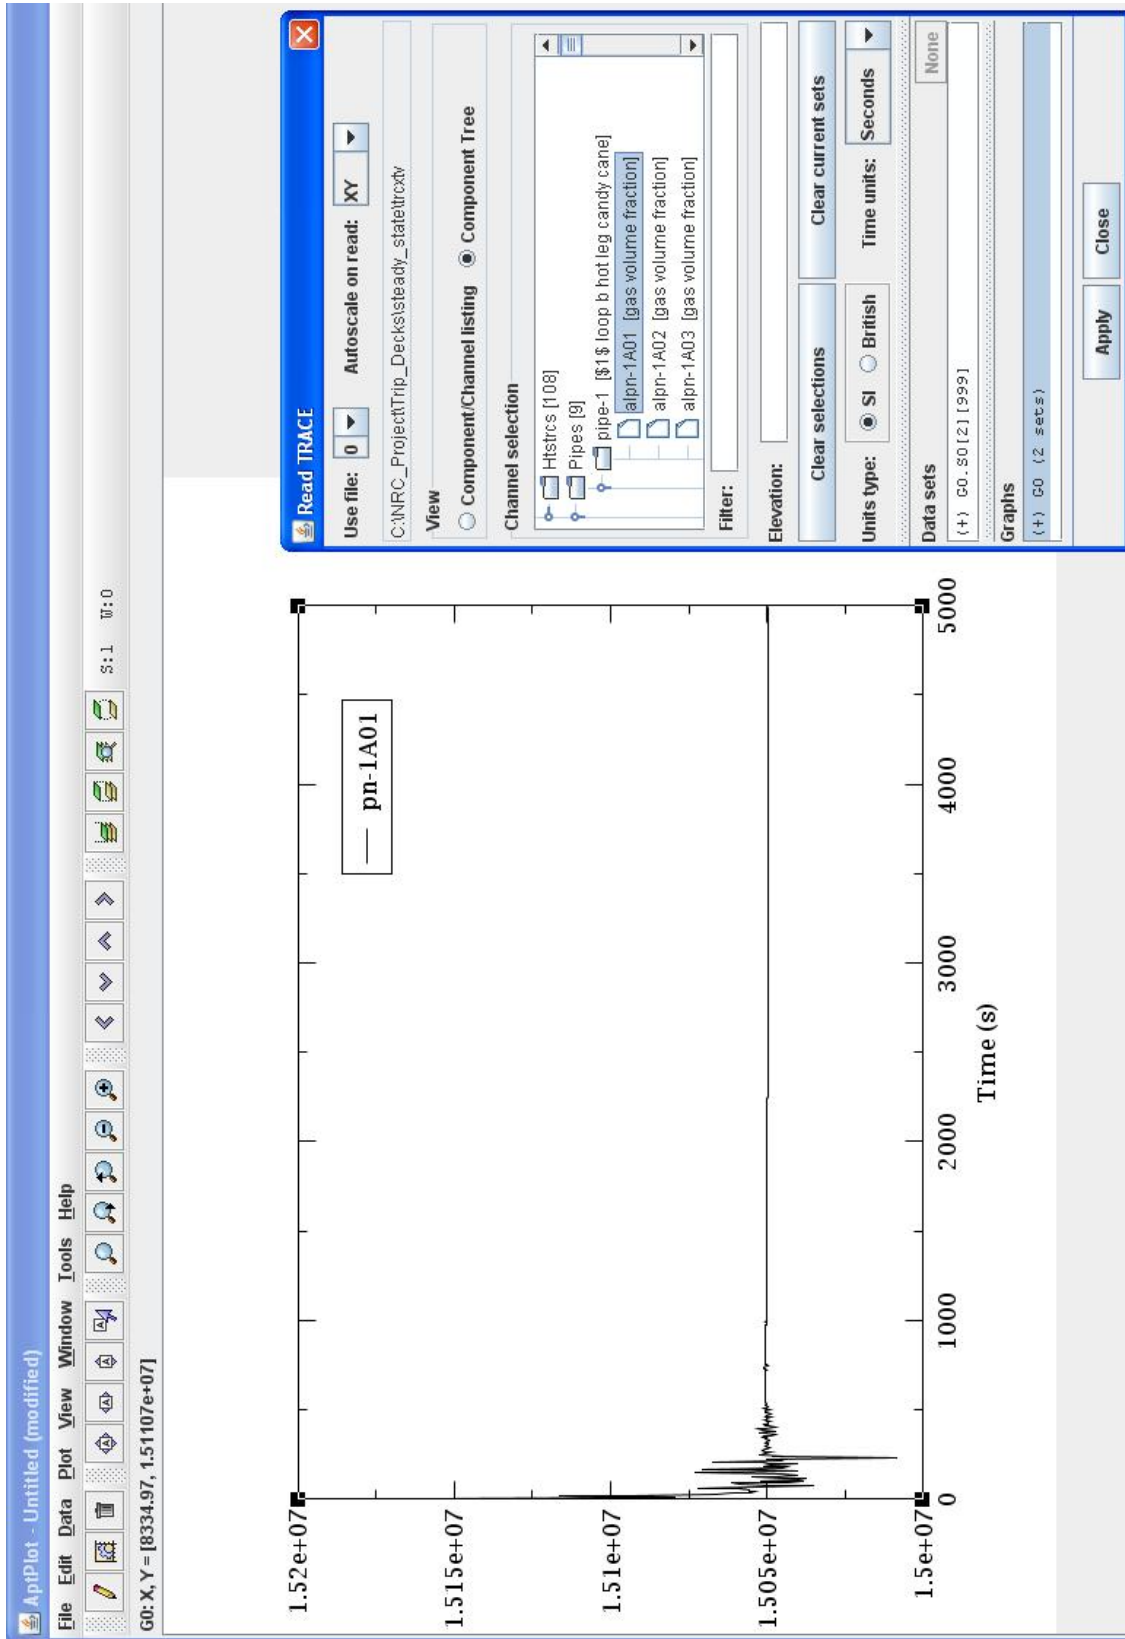 AptPlot - Untitled (modified)
File Edit Data Plot View Window Tools Help
S:1 W:0
G0: X, Y = [8334.97, 1.51107e+07]
1.52e+07
1.515e+07
1.51e+07
1.505e+07
1.5e+07
0 1000 2000 3000 4000 5000
Time (s)
pn-1A01
Read TRACE
Use file: 0 Autoscale on read: XY
C:\NRC_Project\Trip_Decks\steady_state\trcxtv
View
Component/Channel listing Component Tree
Channel selection
Htstrcs [108]
Pipes [9]
pipe-1 [$1$ loop b hot leg candy cane]
alpn-1A01 [gas volume fraction]
alpn-1A02 [gas volume fraction]
alpn-1A03 [gas volume fraction]
Filter:
Elevation:
Clear selections Clear current sets
Units type: SI British Time units: Seconds
Data sets None
(+) G0.S0[2][999]
Graphs
(+) G0 (2 sets)
Apply Close